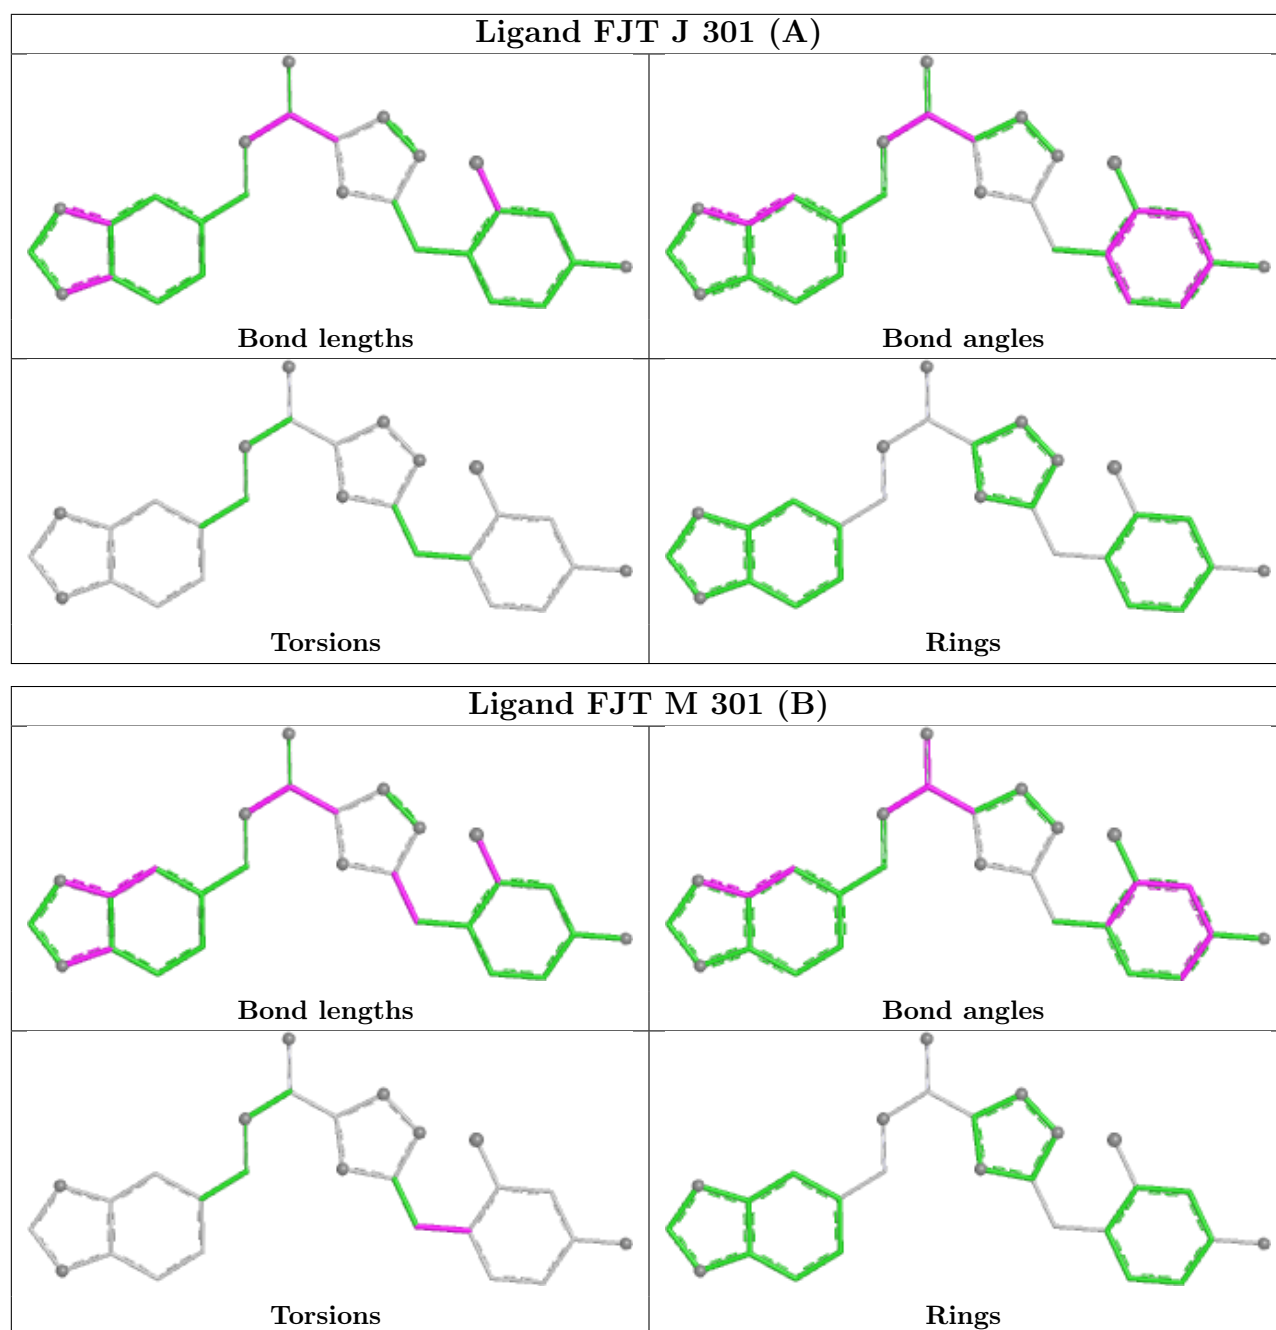 Ligand FJT J 301 (A)
Bond lengths
Bond angles
Torsions
Rings
Ligand FJT M 301 (B)
Bond lengths
Bond angles
Torsions
Rings